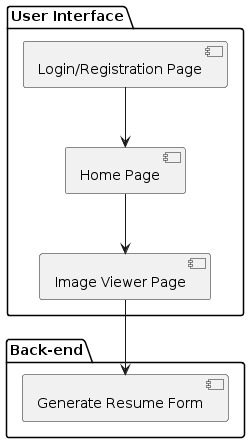 User Interface
Login/Registration Page
Home Page
Image Viewer Page
Back-end
Generate Resume Form